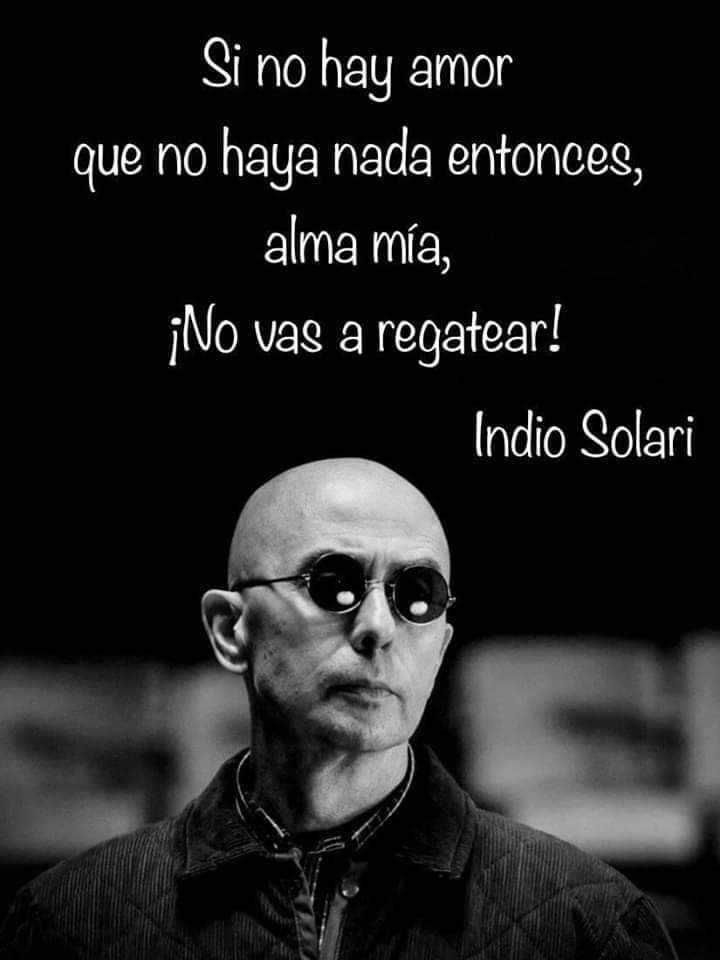 Si no hay amor
que no haya nada entonces,
alma mía,
¡No vas a regatear!
Indio Solari